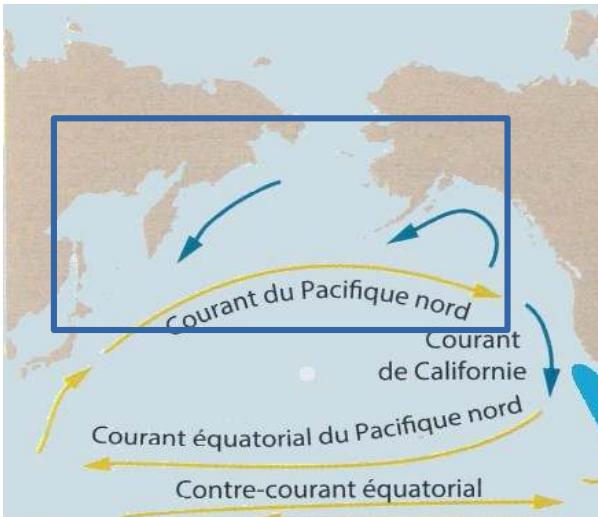 Courant du Pacifique nord
Courant
de Californie
Courant équatorial du Pacifique nord
Contre-courant équatorial